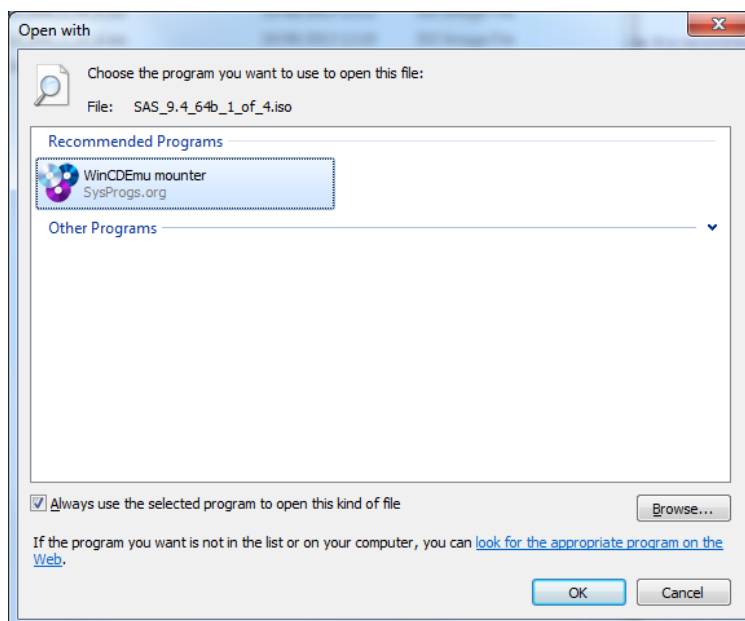 Open with
Choose the program you want to use to open this file:
File: SAS_9.4_64b_1_of_4.iso
Recommended Programs
WinCDEmu mounter
SysProgs.org
Other Programs
Always use the selected program to open this kind of file
Browse...
If the program you want is not in the list or on your computer, you can look for the appropriate program on the
Web.
OK Cancel